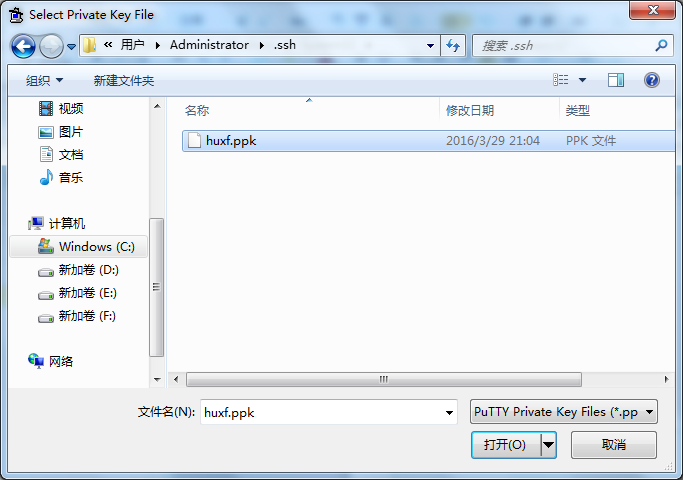 Select Private Key File
« 用户 Administrator .ssh
搜索 .ssh
组织 新建文件夹
名称 修改日期 类型
huxf.ppk 2016/3/29 21:04 PPK 文件
视频
图片
文档
音乐
计算机
Windows (C:)
新加卷 (D:)
新加卷 (E:)
新加卷 (F:)
网络
文件名(N): huxf.ppk PuTTY Private Key Files (*.pp
打开(O) 取消